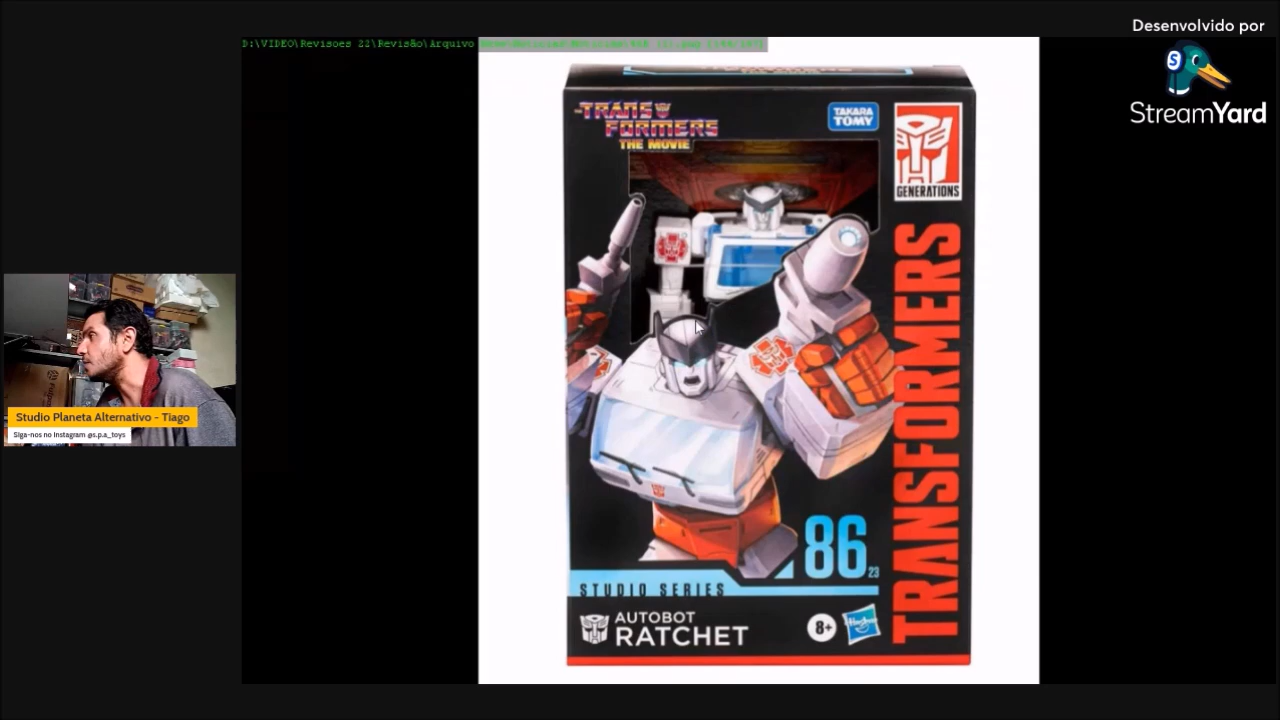 Desenvolvido por
StreamYard
D:\VIDEO\Revisoes 22\Revisão\Arquivo
TRANSFORMERS
THE MOVIE
TAKARA
TOMY
GENERATIONS
TRANSFORMERS
86
23
STUDIO SERIES
AUTOBOT
RATCHET
8+
Hasbro
Studio Planeta Alternativo - Tiago
Siga-nos no Instagram @s.p.a_toys